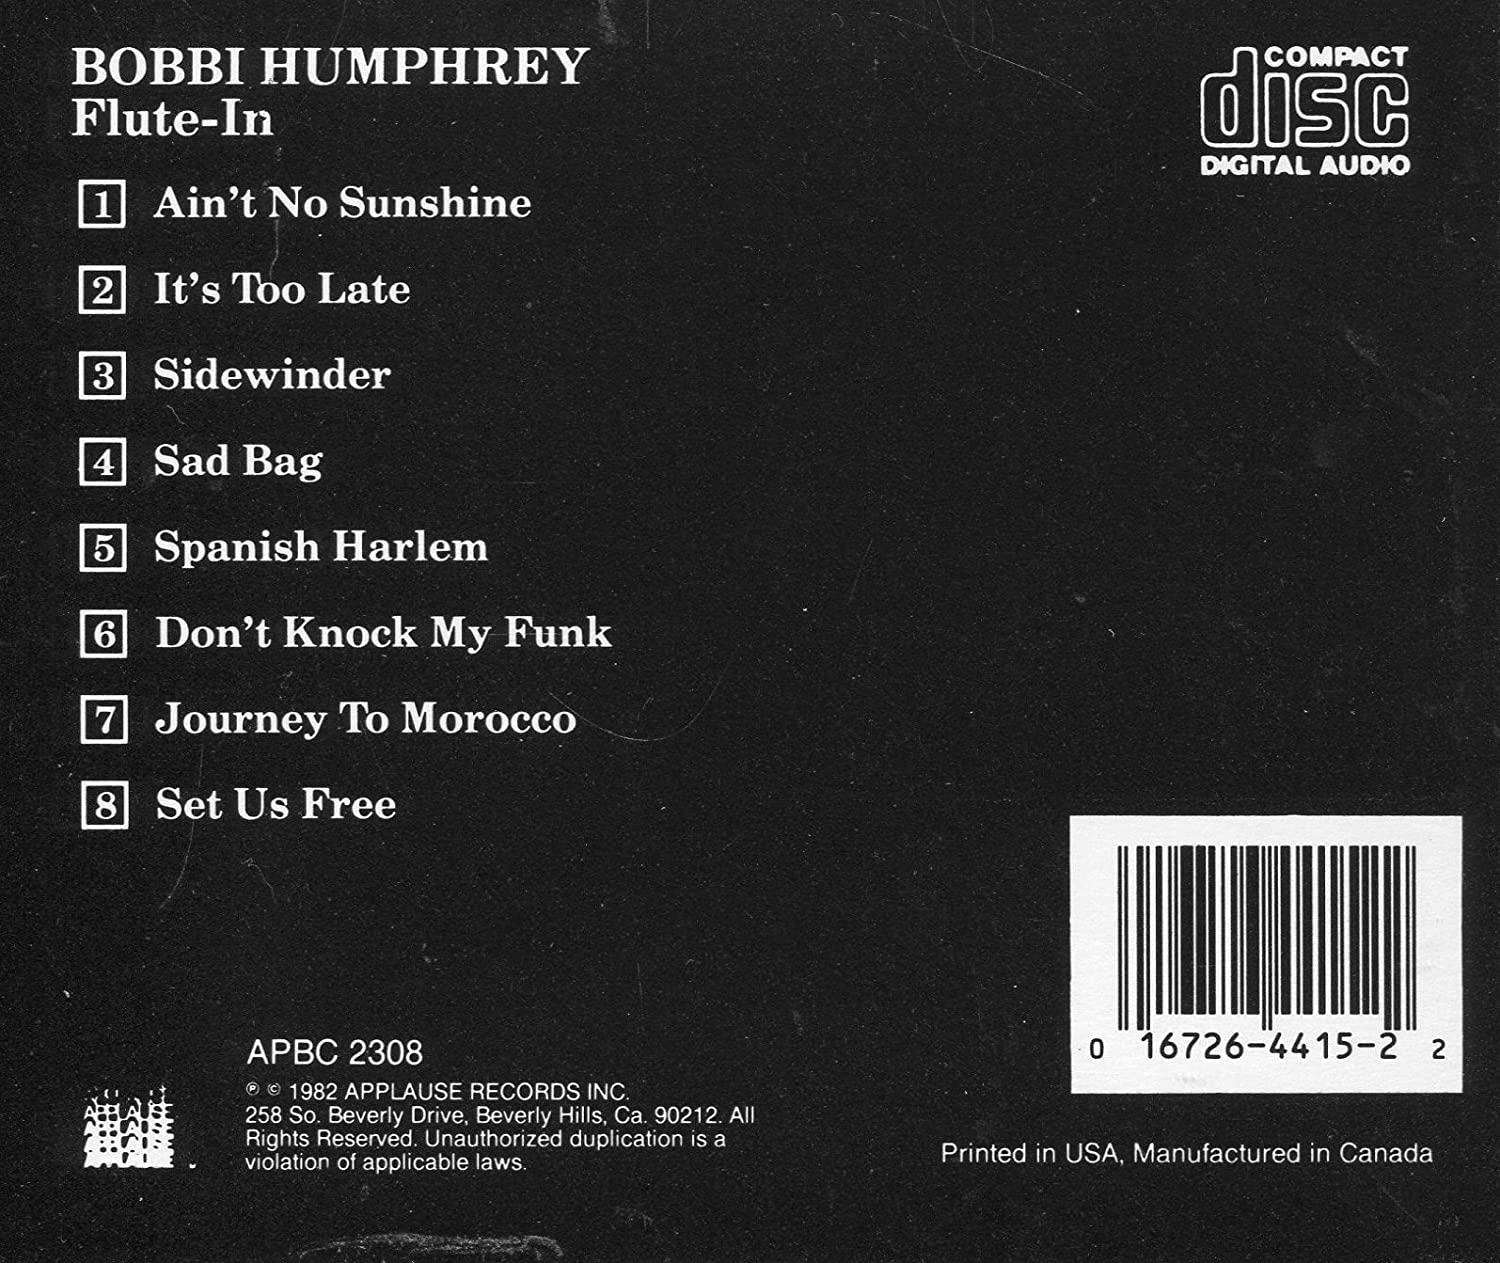 BOBBI HUMPHREY
Flute-In
COMPACT
disc
DIGITAL AUDIO
1 Ain't No Sunshine
2 It's Too Late
3 Sidewinder
4 Sad Bag
5 Spanish Harlem
6 Don't Knock My Funk
7 Journey To Morocco
8 Set Us Free
0 16726-4415-2 2
APBC 2308
℗ © 1982 APPLAUSE RECORDS INC.
258 So. Beverly Drive, Beverly Hills, Ca. 90212. All
Rights Reserved. Unauthorized duplication is a
violation of applicable laws.
APPLAUSE
Printed in USA, Manufactured in Canada